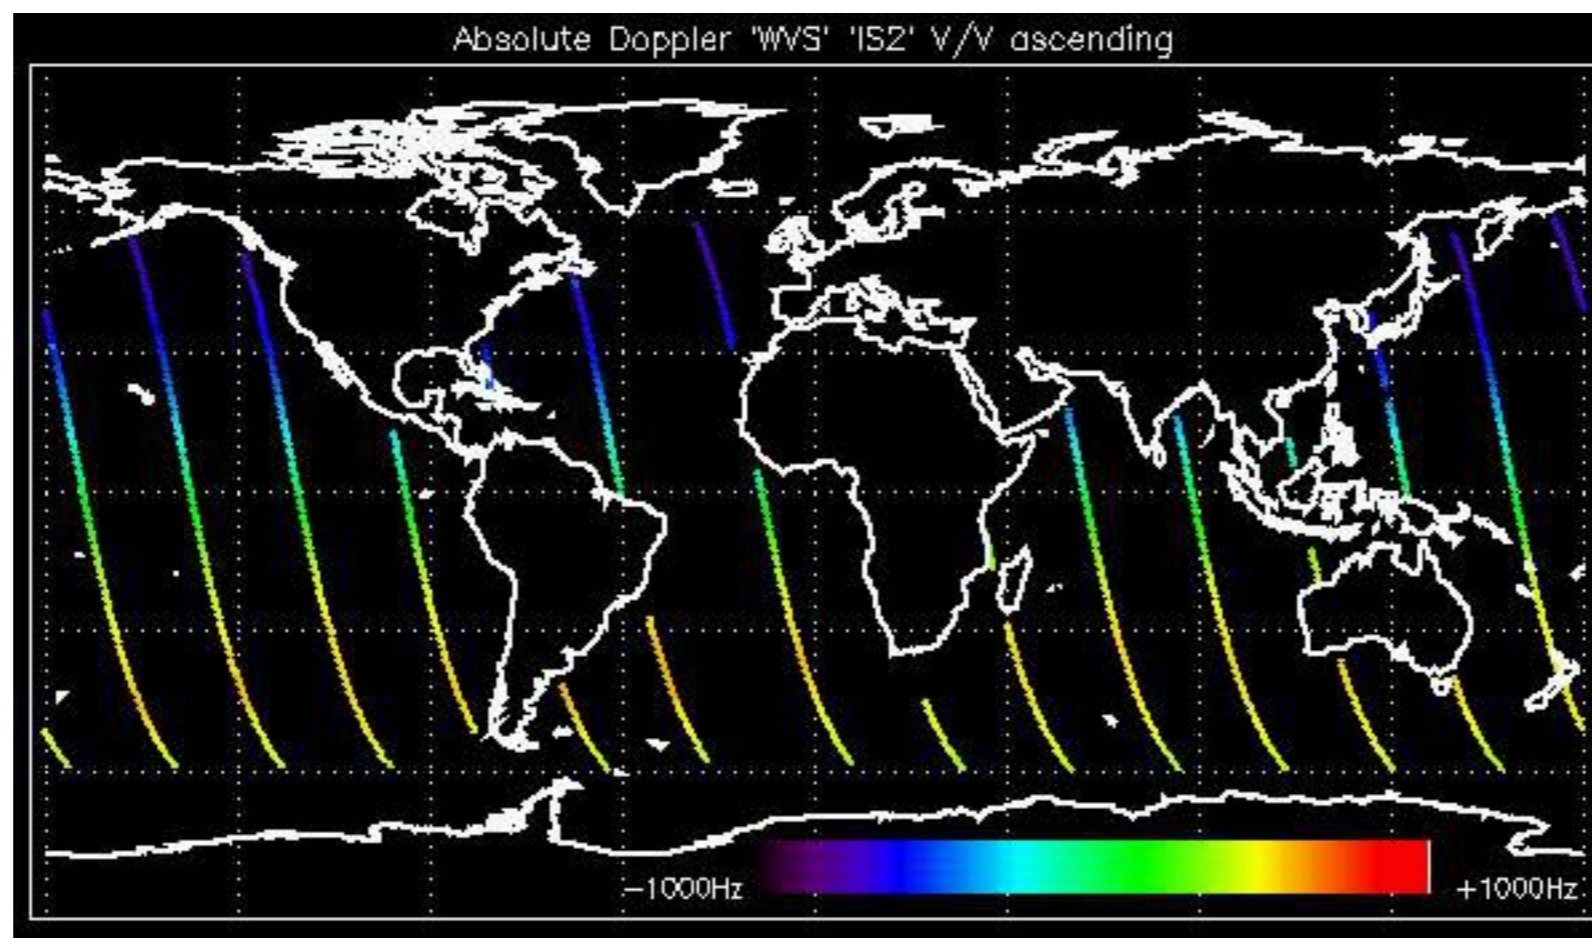 Absolute Doppler 'WVS' 'IS2' V/V ascending
−1000Hz
+1000Hz